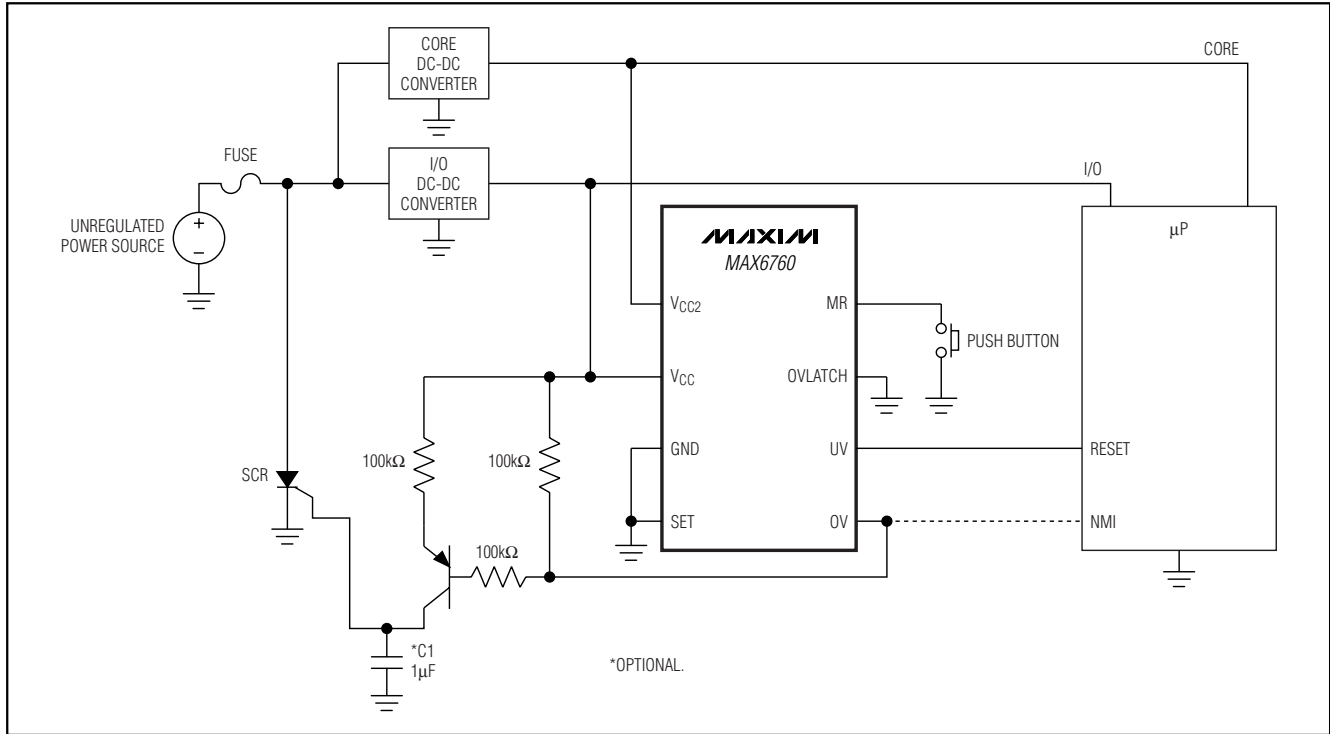 CORE
DC-DC
CONVERTER
CORE
FUSE
I/O
DC-DC
CONVERTER
I/O
UNREGULATED
POWER SOURCE
+
−
MAXIM
MAX6760
µP
VCC2
MR
PUSH BUTTON
VCC
OVLATCH
100kΩ
100kΩ
GND
UV
RESET
SCR
SET
OV
NMI
100kΩ
*C1
1µF
*OPTIONAL.